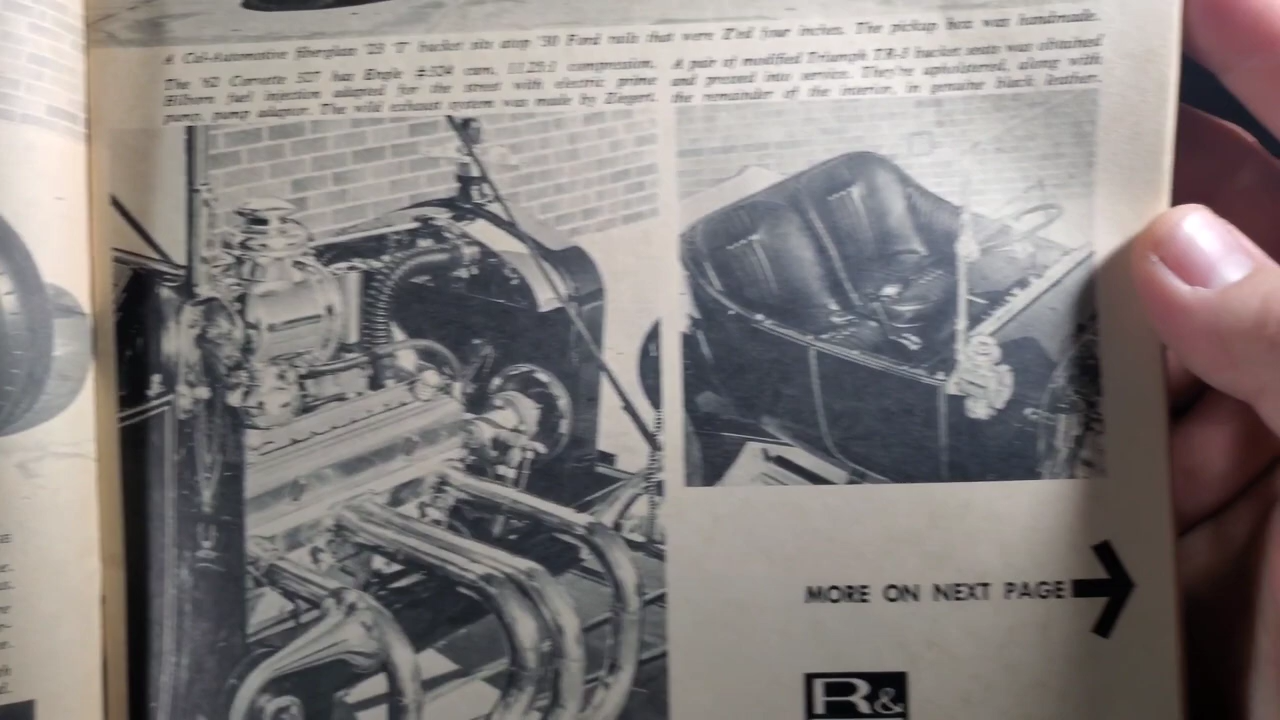 A Cal-Automotive fiberglass '29 'T' bucket sits atop '30 Ford rails that were Z'ed four inches. The pickup box was handmade.
The '62 Corvette 327 has Engle #324 cam, 11.25:1 compression,
Hilborn fuel injection adapted for the street with electric prime
pump, pump adaptor. The wild exhaust system was made by Ziegert.
A pair of modified Triumph TR-3 bucket seats was obtained
and pressed into service. They're upholstered, along with
the remainder of the interior, in genuine black leather.
MORE ON NEXT PAGE
R&